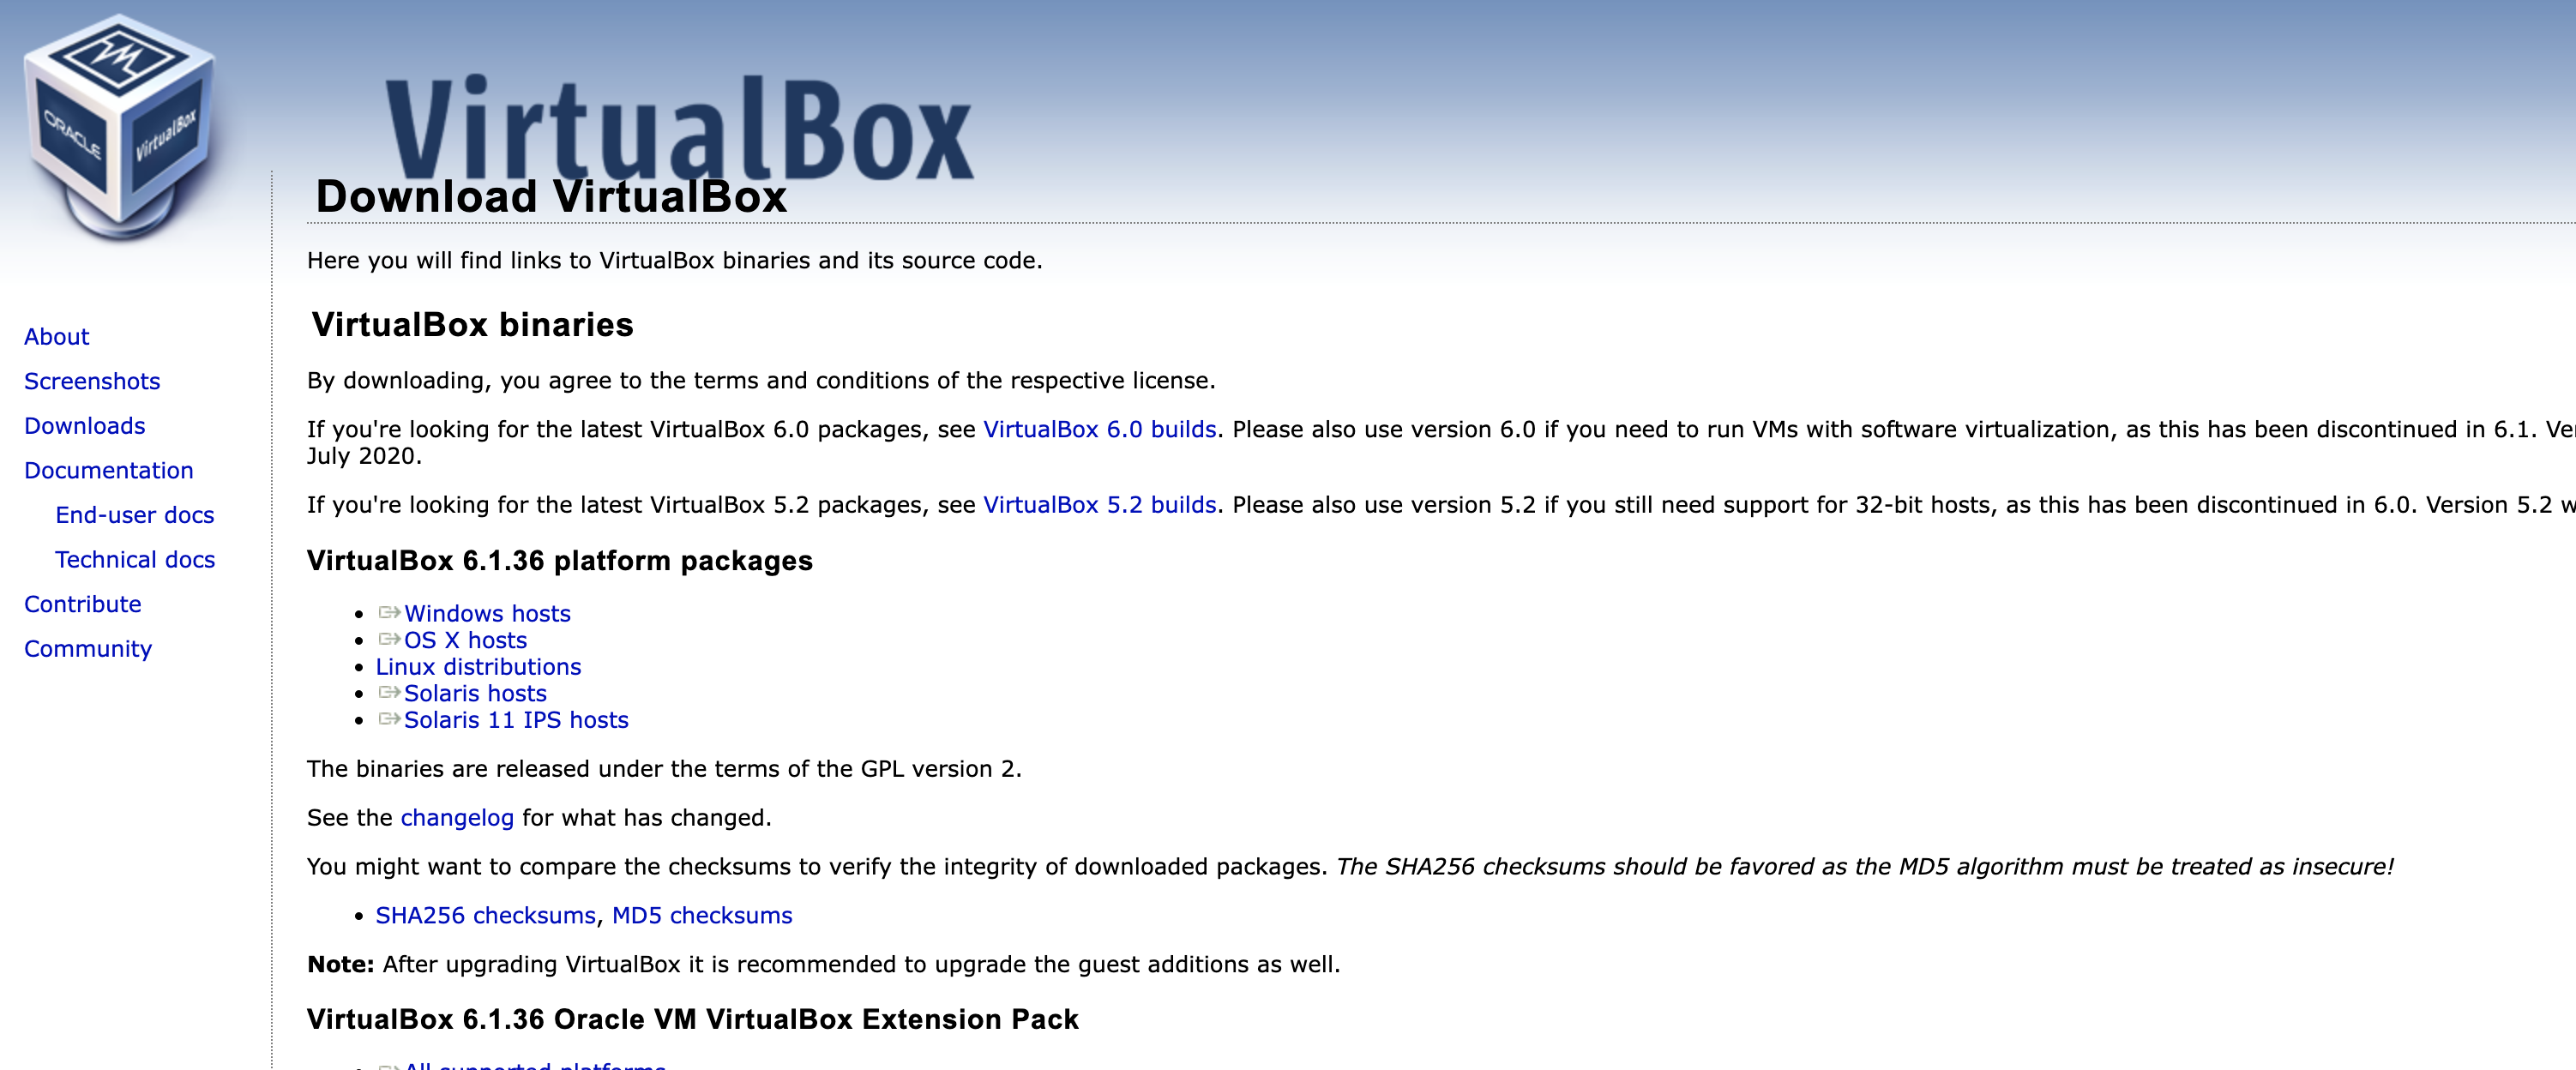 ORACLE
VirtualBox
VirtualBox
Download VirtualBox
Here you will find links to VirtualBox binaries and its source code.
About
Screenshots
Downloads
Documentation
End-user docs
Technical docs
Contribute
Community
VirtualBox binaries
By downloading, you agree to the terms and conditions of the respective license.
If you're looking for the latest VirtualBox 6.0 packages, see VirtualBox 6.0 builds. Please also use version 6.0 if you need to run VMs with software virtualization, as this has been discontinued in 6.1.
July 2020.
If you're looking for the latest VirtualBox 5.2 packages, see VirtualBox 5.2 builds. Please also use version 5.2 if you still need support for 32-bit hosts, as this has been discontinued in 6.0. Version 5.2
VirtualBox 6.1.36 platform packages
Windows hosts
OS X hosts
Linux distributions
Solaris hosts
Solaris 11 IPS hosts
The binaries are released under the terms of the GPL version 2.
See the changelog for what has changed.
You might want to compare the checksums to verify the integrity of downloaded packages. The SHA256 checksums should be favored as the MD5 algorithm must be treated as insecure!
SHA256 checksums, MD5 checksums
Note: After upgrading VirtualBox it is recommended to upgrade the guest additions as well.
VirtualBox 6.1.36 Oracle VM VirtualBox Extension Pack
All supported platforms